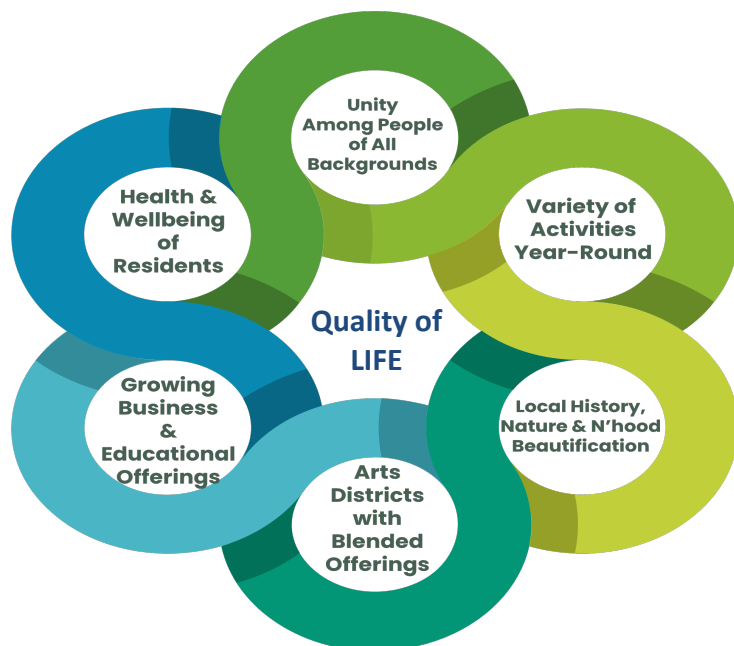 Unity
Among People
of All
Backgrounds
Variety of
Activities
Year-Round
Local History,
Nature & N'hood
Beautification
Arts
Districts
with
Blended
Offerings
Growing
Business
&
Educational
Offerings
Health &
Wellbeing
of
Residents
Quality of
LIFE